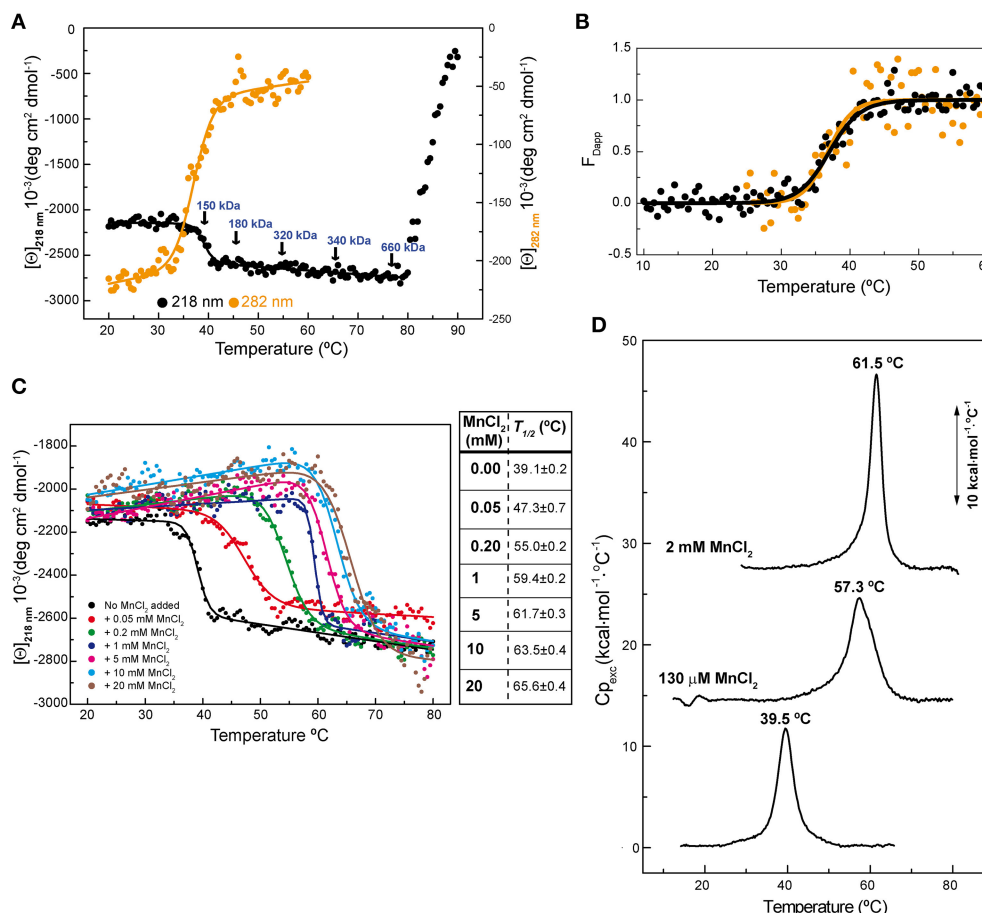 A
[Θ]218 nm 10-3(deg cm2 dmol-1)
0
-500
-1000
-1500
-2000
-2500
-3000
0
-50
-100
-150
-200
-250
[Θ]282 nm 10-3(deg cm2 dmol-1)
150 kDa
180 kDa
320 kDa
340 kDa
660 kDa
218 nm
282 nm
20 30 40 50 60 70 80 90
Temperature (ºC)
B
FDapp
1.5
1.0
0.5
0.0
-0.5
10 20 30 40 50 60
Temperature (ºC)
C
[Θ]218 nm 10-3(deg cm2 dmol-1)
-1800
-2000
-2200
-2400
-2600
-2800
-3000
No MnCl2 added
+ 0.05 mM MnCl2
+ 0.2 mM MnCl2
+ 1 mM MnCl2
+ 5 mM MnCl2
+ 10 mM MnCl2
+ 20 mM MnCl2
20 30 40 50 60 70 80
Temperature ºC
MnCl2 (mM) T1/2 (ºC)
0.00 39.1±0.2
0.05 47.3±0.7
0.20 55.0±0.2
1 59.4±0.2
5 61.7±0.3
10 63.5±0.4
20 65.6±0.4
D
Cpexc(kcal·mol-1·ºC-1)
50
40
30
20
10
0
61.5 ºC
10 kcal·mol-1·ºC-1
2 mM MnCl2
57.3 ºC
130 µM MnCl2
39.5 ºC
20 40 60 80
Temperature (ºC)